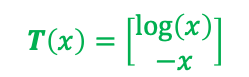 T(x) = [log(x)
-x]